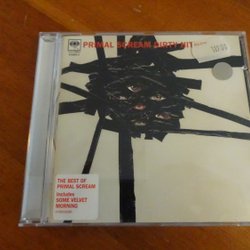 PRIMAL SCREAM DIRTY HITS
THE BEST OF
PRIMAL SCREAM
includes
SOME VELVET
MORNING